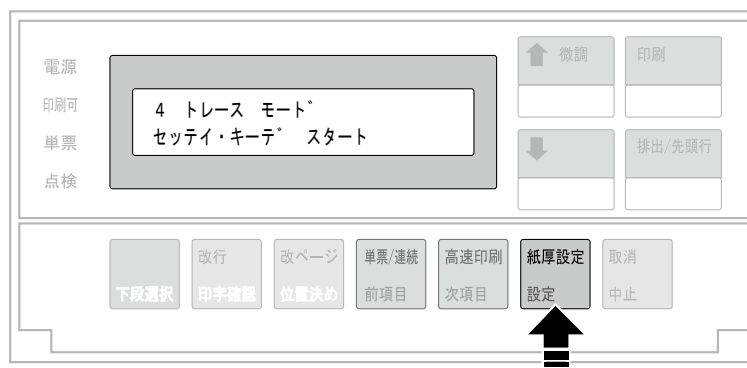 電源
印刷可
単票
点検
4 トレース モード
セッテイ・キーデ スタート
微調
印刷
排出/先頭行
下段選択
改行
印字確認
改ページ
位置決め
単票/連続
前項目
高速印刷
次項目
紙厚設定
設定
取消
中止